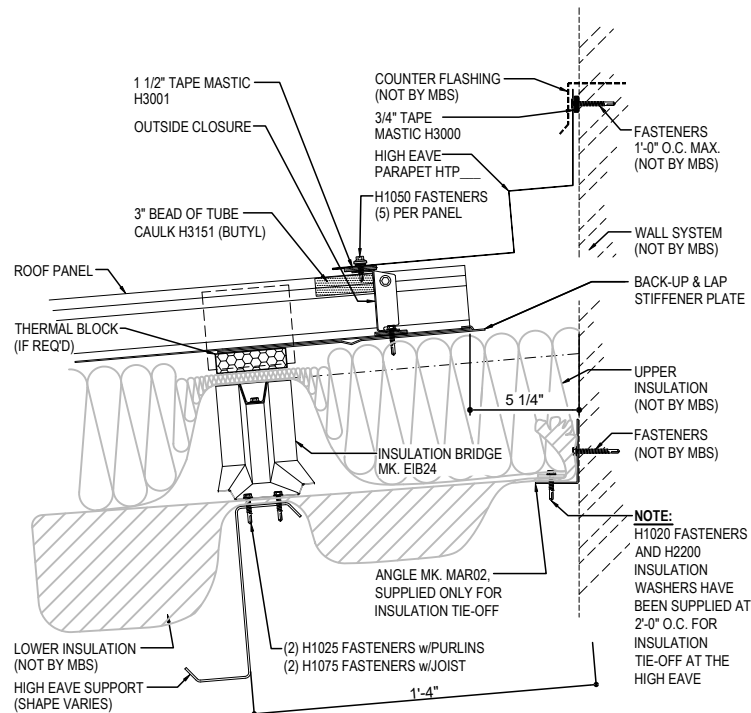 1 1/2" TAPE MASTIC
H3001
OUTSIDE CLOSURE
3" BEAD OF TUBE
CAULK H3151 (BUTYL)
ROOF PANEL
THERMAL BLOCK
(IF REQ'D)
COUNTER FLASHING
(NOT BY MBS)
3/4" TAPE
MASTIC H3000
HIGH EAVE
PARAPET HTP___
H1050 FASTENERS
(5) PER PANEL
FASTENERS
1'-0" O.C. MAX.
(NOT BY MBS)
WALL SYSTEM
(NOT BY MBS)
BACK-UP & LAP
STIFFENER PLATE
5 1/4"
UPPER
INSULATION
(NOT BY MBS)
FASTENERS
(NOT BY MBS)
INSULATION BRIDGE
MK. EIB24
NOTE:
H1020 FASTENERS
AND H2200
INSULATION
WASHERS HAVE
BEEN SUPPLIED AT
2'-0" O.C. FOR
INSULATION
TIE-OFF AT THE
HIGH EAVE
ANGLE MK. MAR02,
SUPPLIED ONLY FOR
INSULATION TIE-OFF
LOWER INSULATION
(NOT BY MBS)
HIGH EAVE SUPPORT
(SHAPE VARIES)
(2) H1025 FASTENERS w/PURLINS
(2) H1075 FASTENERS w/JOIST
1'-4"